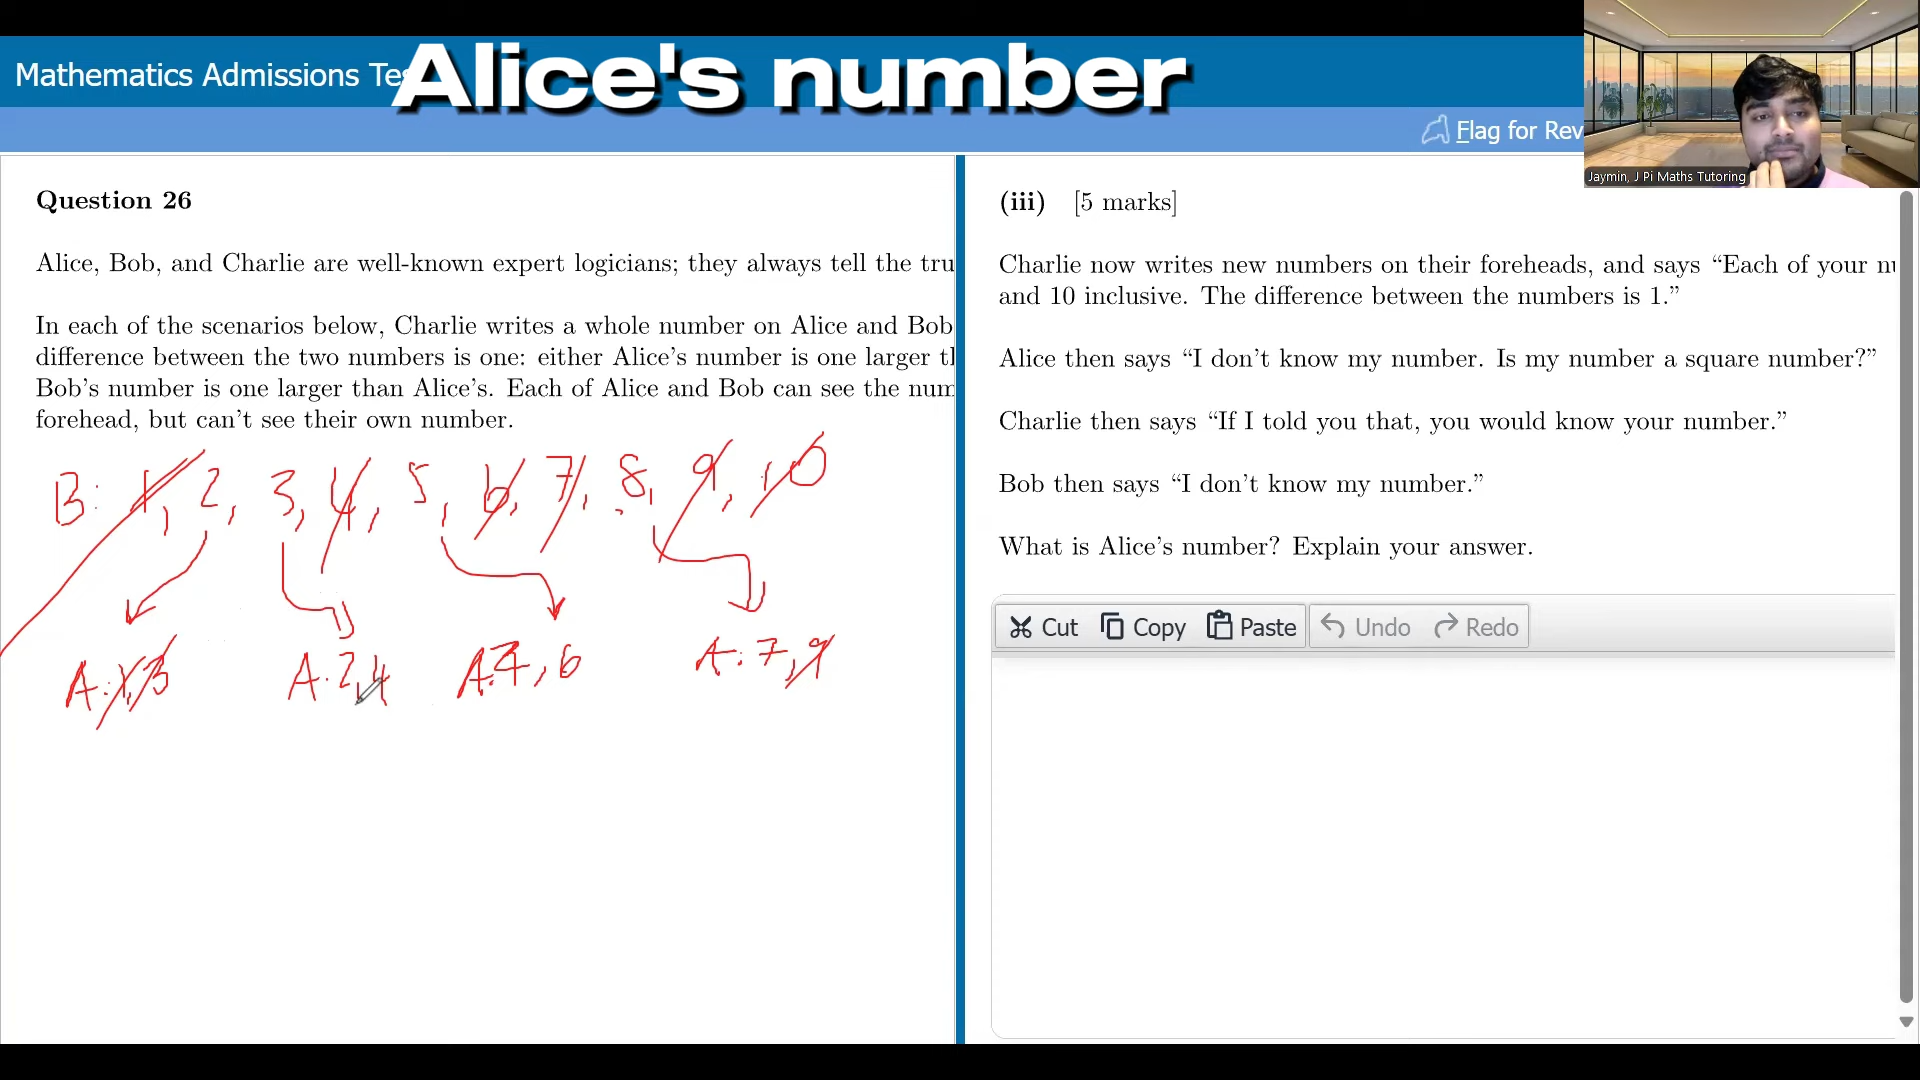 Mathematics Admissions Tes
Alice's number
Flag for Rev
Jaymin, J Pi Maths Tutoring
Question 26
Alice, Bob, and Charlie are well-known expert logicians; they always tell the tru
In each of the scenarios below, Charlie writes a whole number on Alice and Bob
difference between the two numbers is one: either Alice's number is one larger th
Bob's number is one larger than Alice's. Each of Alice and Bob can see the num
forehead, but can't see their own number.
B: 1, 2, 3, 4, 5, 6, 7, 8, 9, 10
A: 1, 3
A: 2, 4
A: 4, 6
A: 7, 9
(iii) [5 marks]
Charlie now writes new numbers on their foreheads, and says “Each of your nu
and 10 inclusive. The difference between the numbers is 1.”
Alice then says “I don't know my number. Is my number a square number?”
Charlie then says “If I told you that, you would know your number.”
Bob then says “I don't know my number.”
What is Alice's number? Explain your answer.
Cut Copy Paste Undo Redo